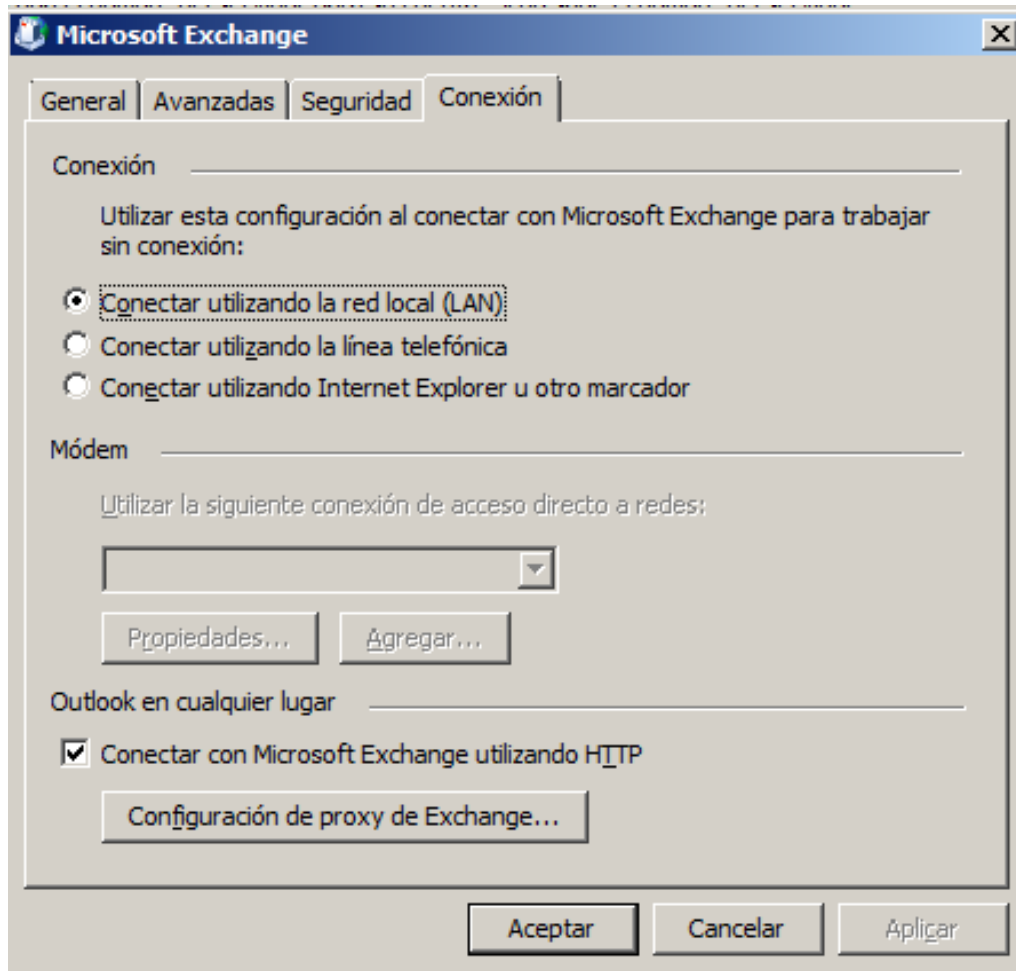 Microsoft Exchange
General Avanzadas Seguridad Conexión
Conexión
Utilizar esta configuración al conectar con Microsoft Exchange para trabajar
sin conexión:
Conectar utilizando la red local (LAN)
Conectar utilizando la línea telefónica
Conectar utilizando Internet Explorer u otro marcador
Módem
Utilizar la siguiente conexión de acceso directo a redes:
Propiedades... Agregar...
Outlook en cualquier lugar
Conectar con Microsoft Exchange utilizando HTTP
Configuración de proxy de Exchange...
Aceptar Cancelar Aplicar